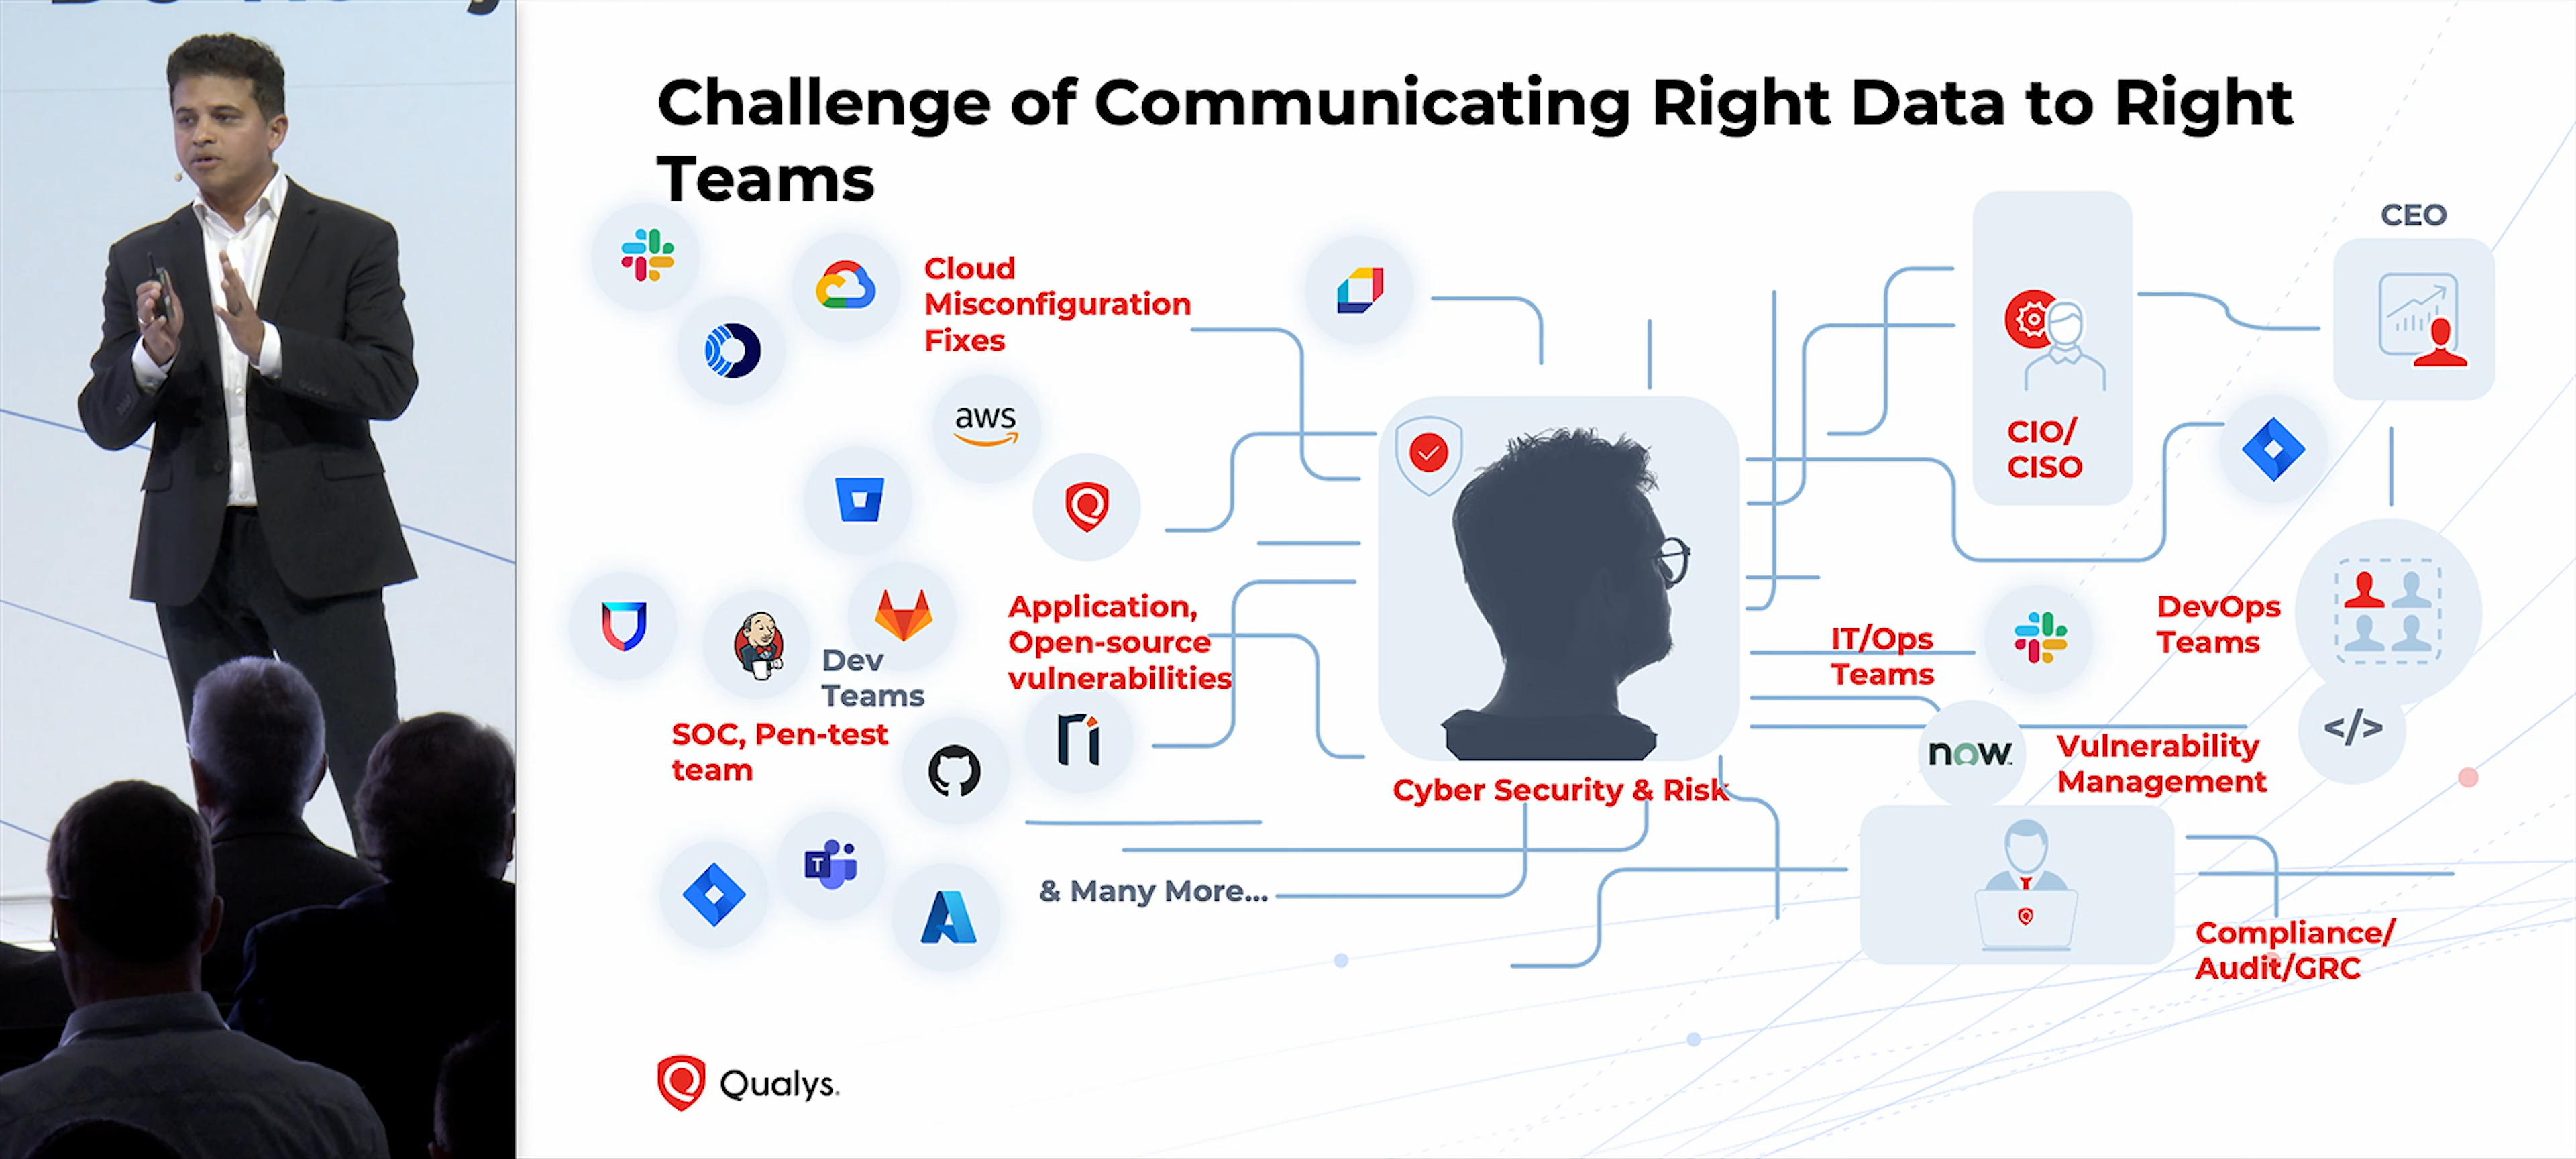 Challenge of Communicating Right Data to Right
Teams
CEO
Cloud
Misconfiguration
Fixes
aws
CIO/
CISO
Application,
Open-source
vulnerabilities
Dev
Teams
SOC, Pen-test
team
IT/Ops
Teams
DevOps
Teams
now
</>
Vulnerability
Management
Cyber Security & Risk
T
& Many More...
Compliance/
Audit/GRC
Qualys.